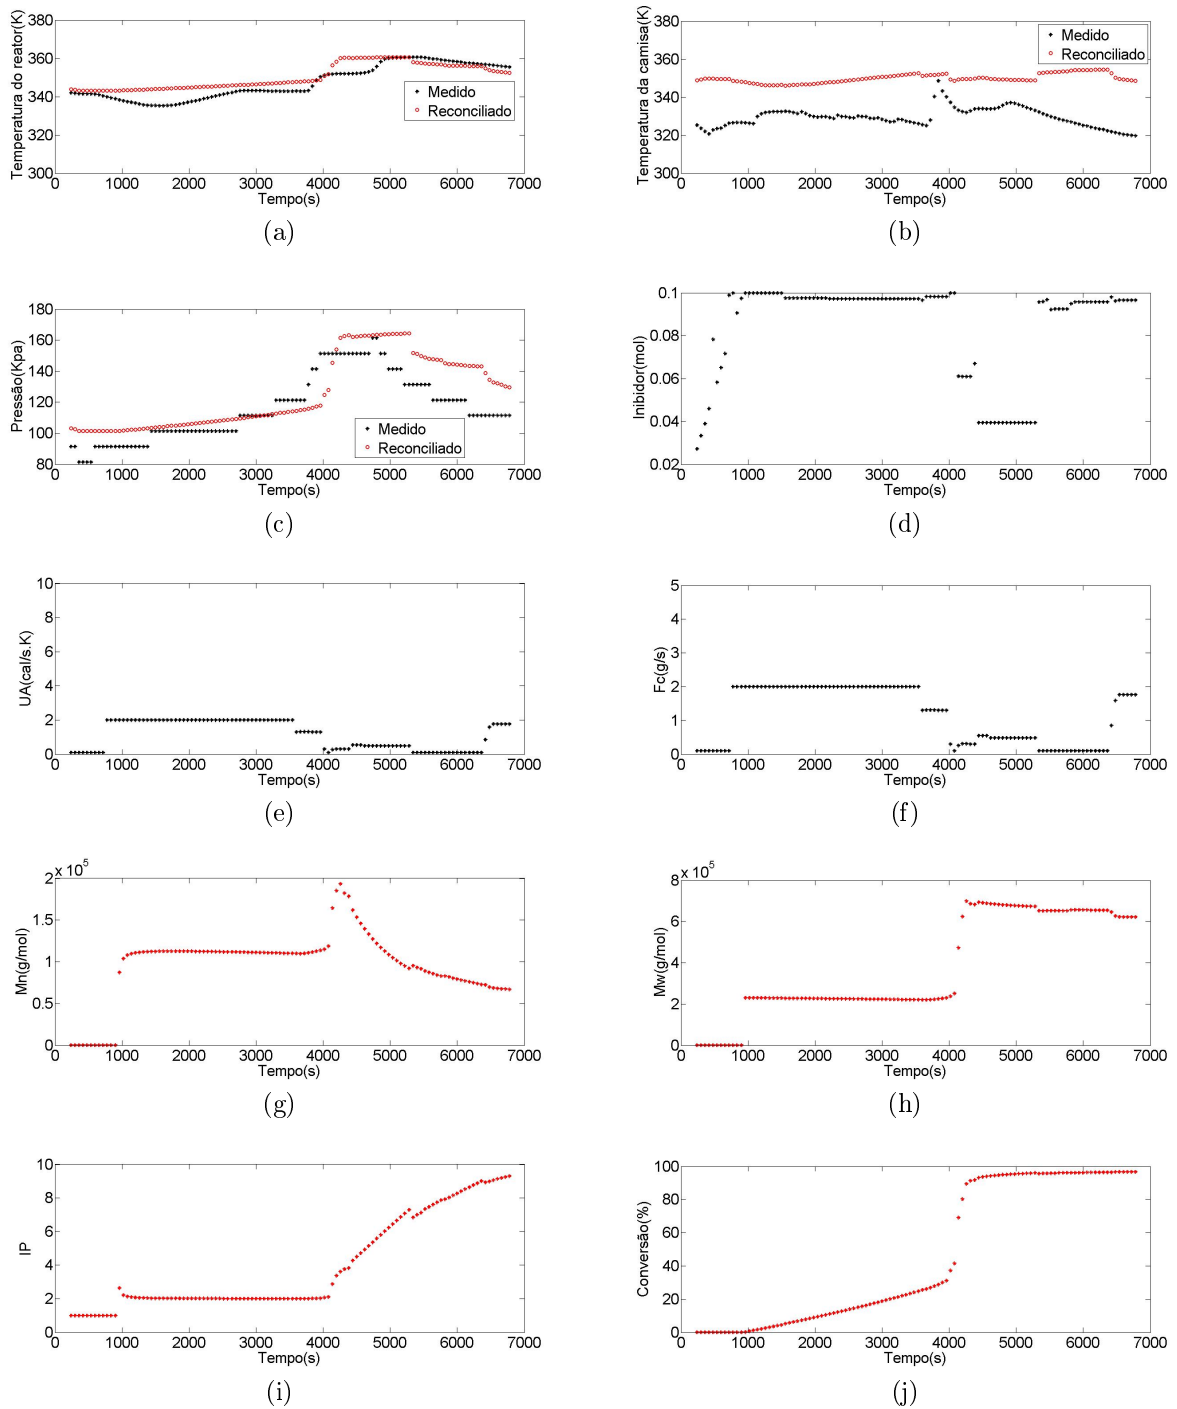 380
360
340
320
300
Temperatura do reator(K)
0 1000 2000 3000 4000 5000 6000 7000
Tempo(s)
Medido
Reconciliado
(a)
380
360
340
320
300
Temperatura da camisa(K)
0 1000 2000 3000 4000 5000 6000 7000
Tempo(s)
Medido
Reconciliado
(b)
180
160
140
120
100
80
Pressão(Kpa)
0 1000 2000 3000 4000 5000 6000 7000
Tempo(s)
Medido
Reconciliado
(c)
0.1
0.08
0.06
0.04
0.02
Inibidor(mol)
0 1000 2000 3000 4000 5000 6000 7000
Tempo(s)
(d)
10
8
6
4
2
0
UA(cal/s.K)
0 1000 2000 3000 4000 5000 6000 7000
Tempo(s)
(e)
5
4
3
2
1
0
Fc(g/s)
0 1000 2000 3000 4000 5000 6000 7000
Tempo(s)
(f)
x 10^5
2
1.5
1
0.5
0
Mn(g/mol)
0 1000 2000 3000 4000 5000 6000 7000
Tempo(s)
(g)
x 10^5
8
6
4
2
0
Mw(g/mol)
0 1000 2000 3000 4000 5000 6000 7000
Tempo(s)
(h)
10
8
6
4
2
0
IP
0 1000 2000 3000 4000 5000 6000 7000
Tempo(s)
(i)
100
80
60
40
20
0
Conversão(%)
0 1000 2000 3000 4000 5000 6000 7000
Tempo(s)
(j)